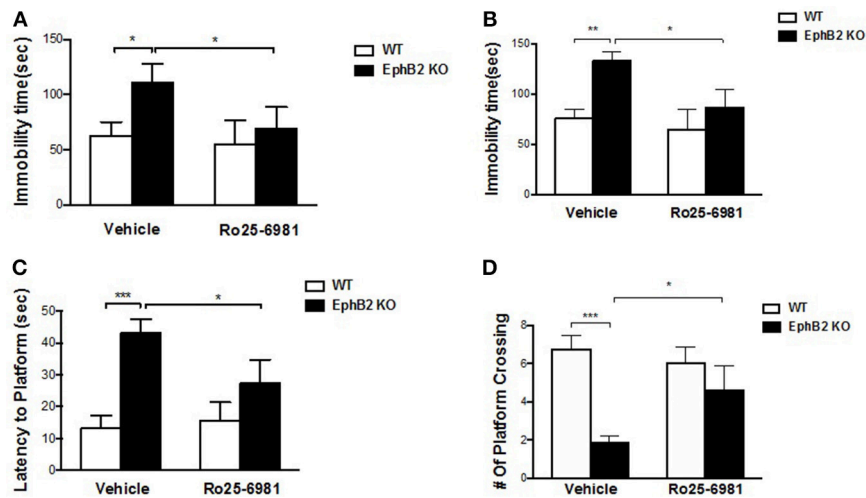 A
* *
WT
EphB2 KO
Immobility time(sec)
150
100
50
0
Vehicle Ro25-6981
B
** *
WT
EphB2 KO
Immobility time(sec)
150
100
50
0
Vehicle Ro25-6981
C
*** *
WT
EphB2 KO
Latency to Platform (sec)
50
40
30
20
10
0
Vehicle Ro25-6981
D
*
***
WT
EphB2 KO
# Of Platform Crossing
8
6
4
2
0
Vehicle Ro25-6981